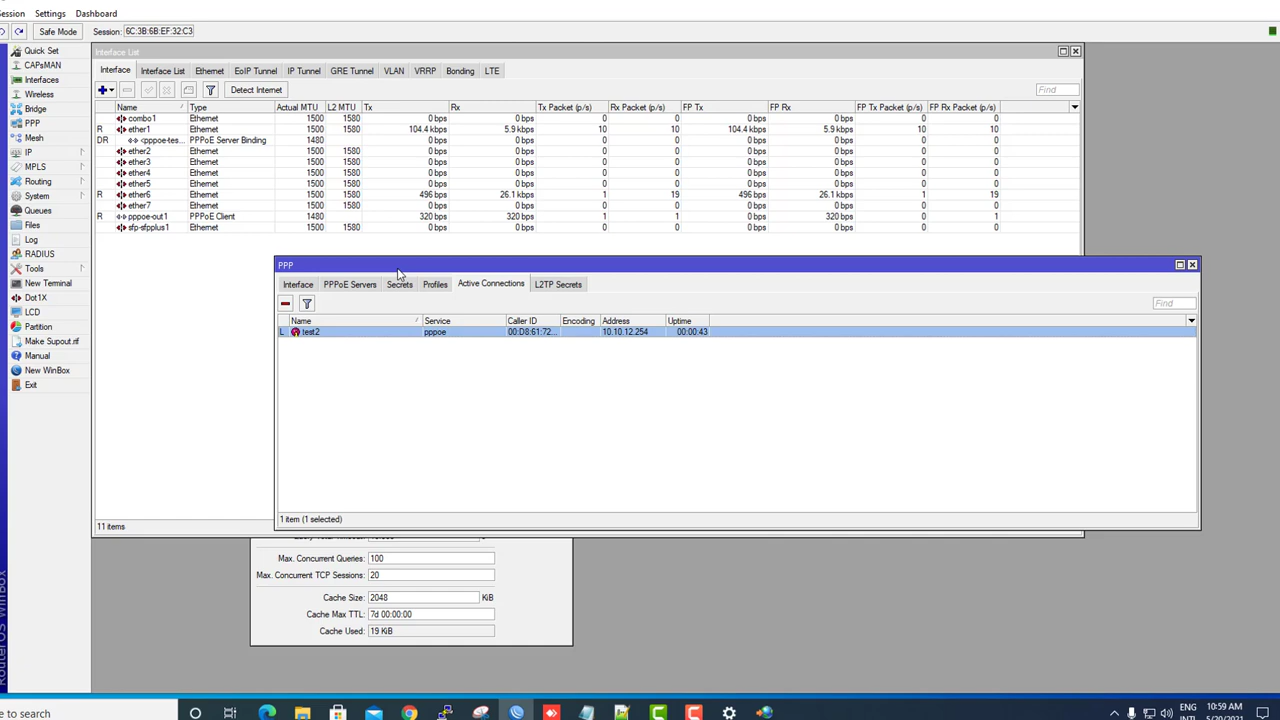 Session Settings Dashboard
Safe Mode Session: 6C:3B:6B:EF:32:C3
Quick Set
CAPsMAN
Interfaces
Wireless
Bridge
PPP
Mesh
IP
MPLS
Routing
System
Queues
Files
Log
RADIUS
Tools
New Terminal
Dot1X
LCD
Partition
Make Supout.rif
Manual
New WinBox
Exit
RouterOS WinBox
Interface List
Interface Interface List Ethernet EoIP Tunnel IP Tunnel GRE Tunnel VLAN VRRP Bonding LTE
Detect Internet Find
Name Type Actual MTU L2 MTU Tx Rx Tx Packet (p/s) Rx Packet (p/s) FP Tx FP Rx FP Tx Packet (p/s) FP Rx Packet (p/s)
combo1 Ethernet 1500 1580 0 bps 0 bps 0 0 0 bps 0 bps 0 0
R ether1 Ethernet 1500 1580 104.4 kbps 5.9 kbps 10 10 104.4 kbps 5.9 kbps 10 10
DR <pppoe-tes... PPPoE Server Binding 1480 0 bps 0 bps 0 0 0 bps 0 bps 0 0
ether2 Ethernet 1500 1580 0 bps 0 bps 0 0 0 bps 0 bps 0 0
ether3 Ethernet 1500 1580 0 bps 0 bps 0 0 0 bps 0 bps 0 0
ether4 Ethernet 1500 1580 0 bps 0 bps 0 0 0 bps 0 bps 0 0
ether5 Ethernet 1500 1580 0 bps 0 bps 0 0 0 bps 0 bps 0 0
R ether6 Ethernet 1500 1580 496 bps 26.1 kbps 1 19 496 bps 26.1 kbps 1 19
ether7 Ethernet 1500 1580 0 bps 0 bps 0 0 0 bps 0 bps 0 0
R pppoe-out1 PPPoE Client 1480 320 bps 320 bps 1 1 0 bps 320 bps 0 1
sfp-sfpplus1 Ethernet 1500 1580 0 bps 0 bps 0 0 0 bps 0 bps 0 0
11 items
PPP
Interface PPPoE Servers Secrets Profiles Active Connections L2TP Secrets
Find
Name Service Caller ID Encoding Address Uptime
L test2 pppoe 00:D8:61:72... 10.10.12.254 00:00:43
1 item (1 selected)
Max. Concurrent Queries: 100
Max. Concurrent TCP Sessions: 20
Cache Size: 2048 KiB
Cache Max TTL: 7d 00:00:00
Cache Used: 19 KiB
to search
ENG 10:59 AM
INTL 5/20/2021